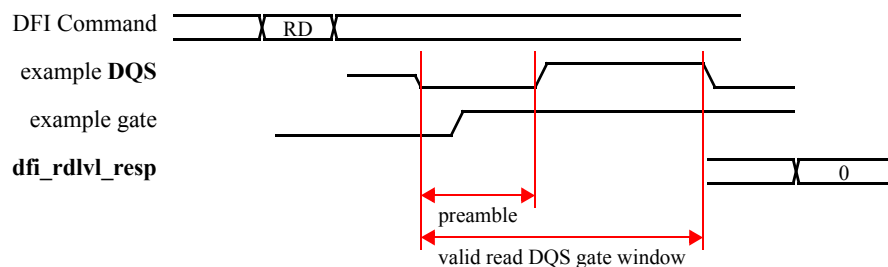 DFI Command
RD
example DQS
example gate
dfi_rdlvl_resp
0
preamble
valid read DQS gate window